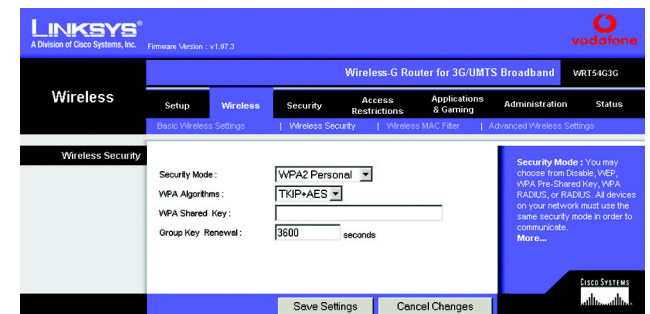 LINKSYS®
A Division of Cisco Systems, Inc.
Firmware Version : v1.97.3
vodafone
Wireless-G Router for 3G/UMTS Broadband WRT54G3G
Wireless
Setup Wireless Security Access Restrictions Applications & Gaming Administration Status
Basic Wireless Settings | Wireless Security | Wireless MAC Filter | Advanced Wireless Settings
Wireless Security
Security Mode : WPA2 Personal
WPA Algorithms : TKIP+AES
WPA Shared Key :
Group Key Renewal : 3600 seconds
Security Mode : You may
choose from Disable, WEP,
WPA Pre-Shared Key, WPA
RADIUS, or RADIUS. All devices
on your network must use the
same security mode in order to
communicate.
More...
CISCO SYSTEMS
Save Settings Cancel Changes